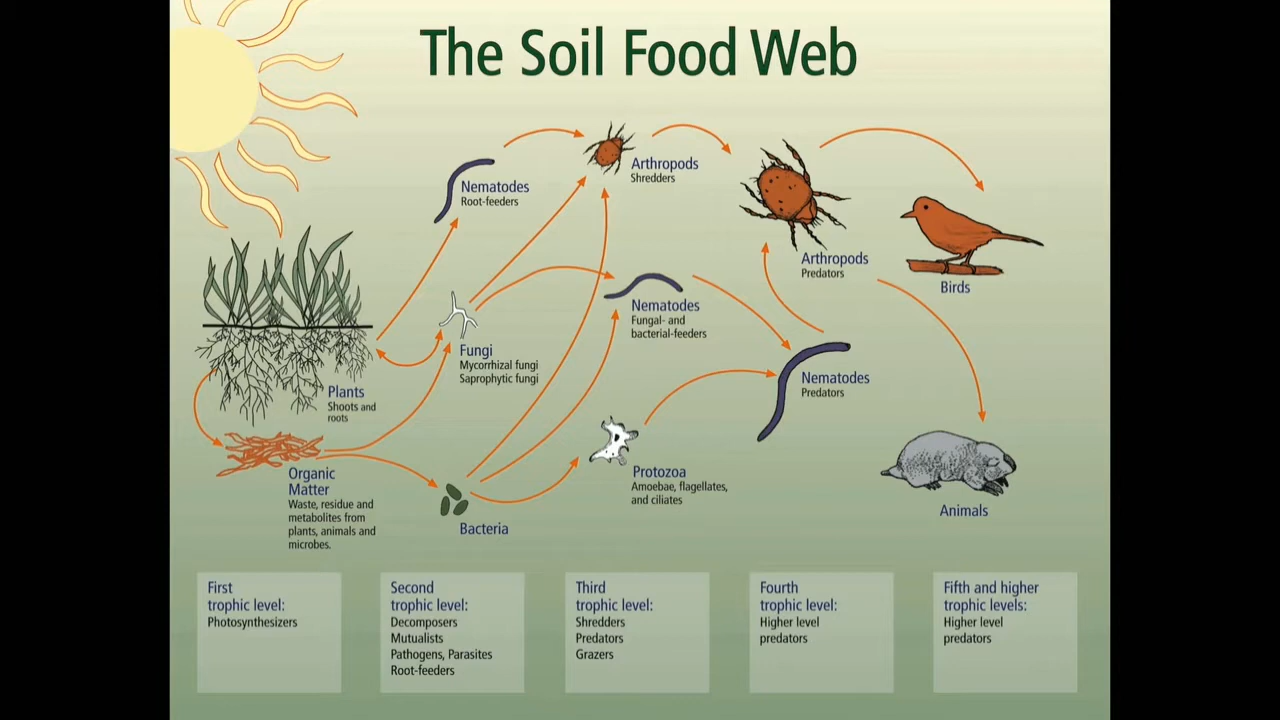 The Soil Food Web
Nematodes
Root-feeders
Arthropods
Shredders
Arthropods
Predators
Birds
Nematodes
Fungal- and
bacterial-feeders
Fungi
Mycorrhizal fungi
Saprophytic fungi
Plants
Shoots and
roots
Nematodes
Predators
Organic
Matter
Waste, residue and
metabolites from
plants, animals and
microbes.
Bacteria
Protozoa
Amoebae, flagellates,
and ciliates
Animals
First
trophic level:
Photosynthesizers
Second
trophic level:
Decomposers
Mutualists
Pathogens, Parasites
Root-feeders
Third
trophic level:
Shredders
Predators
Grazers
Fourth
trophic level:
Higher level
predators
Fifth and higher
trophic levels:
Higher level
predators